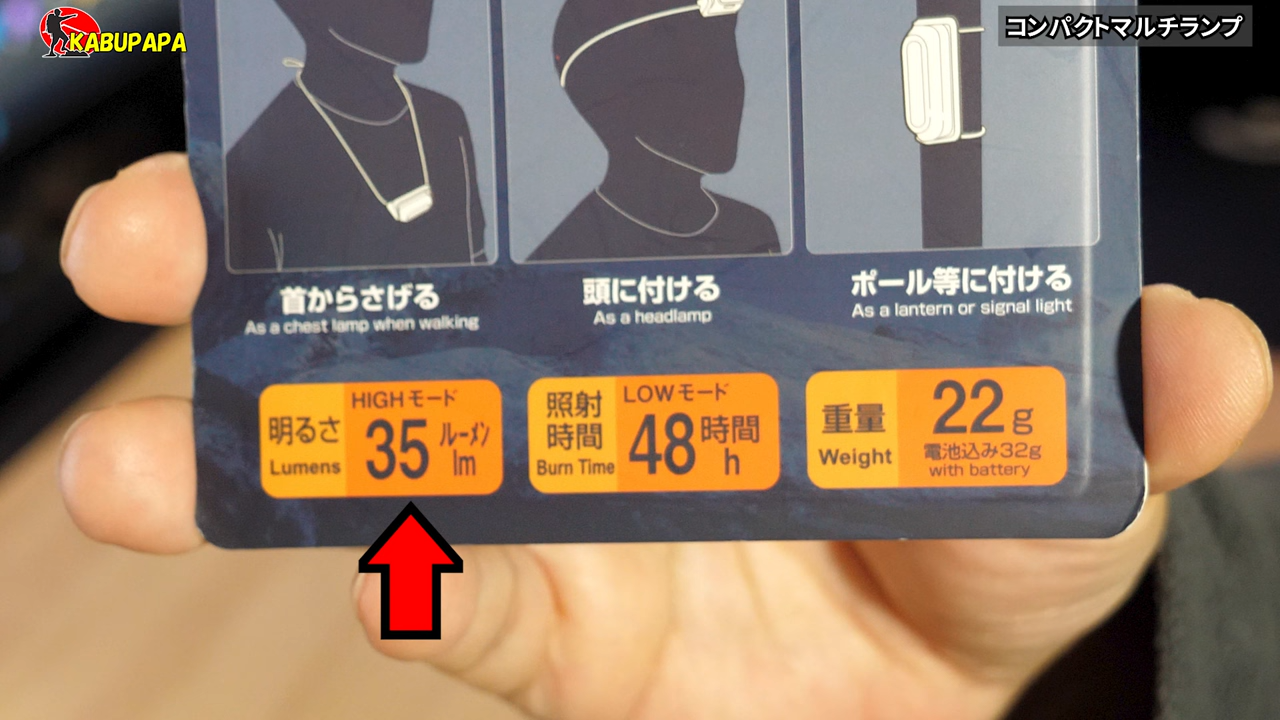 KABUPAPA
コンパクトマルチランプ
首からさげる
As a chest lamp when walking
頭に付ける
As a headlamp
ポール等に付ける
As a lantern or signal light
明るさ
Lumens
HIGHモード
35 ルーメン
lm
照射
時間
Burn Time
LOWモード
48 時間
h
重量
Weight
22g
電池込み32g
with battery